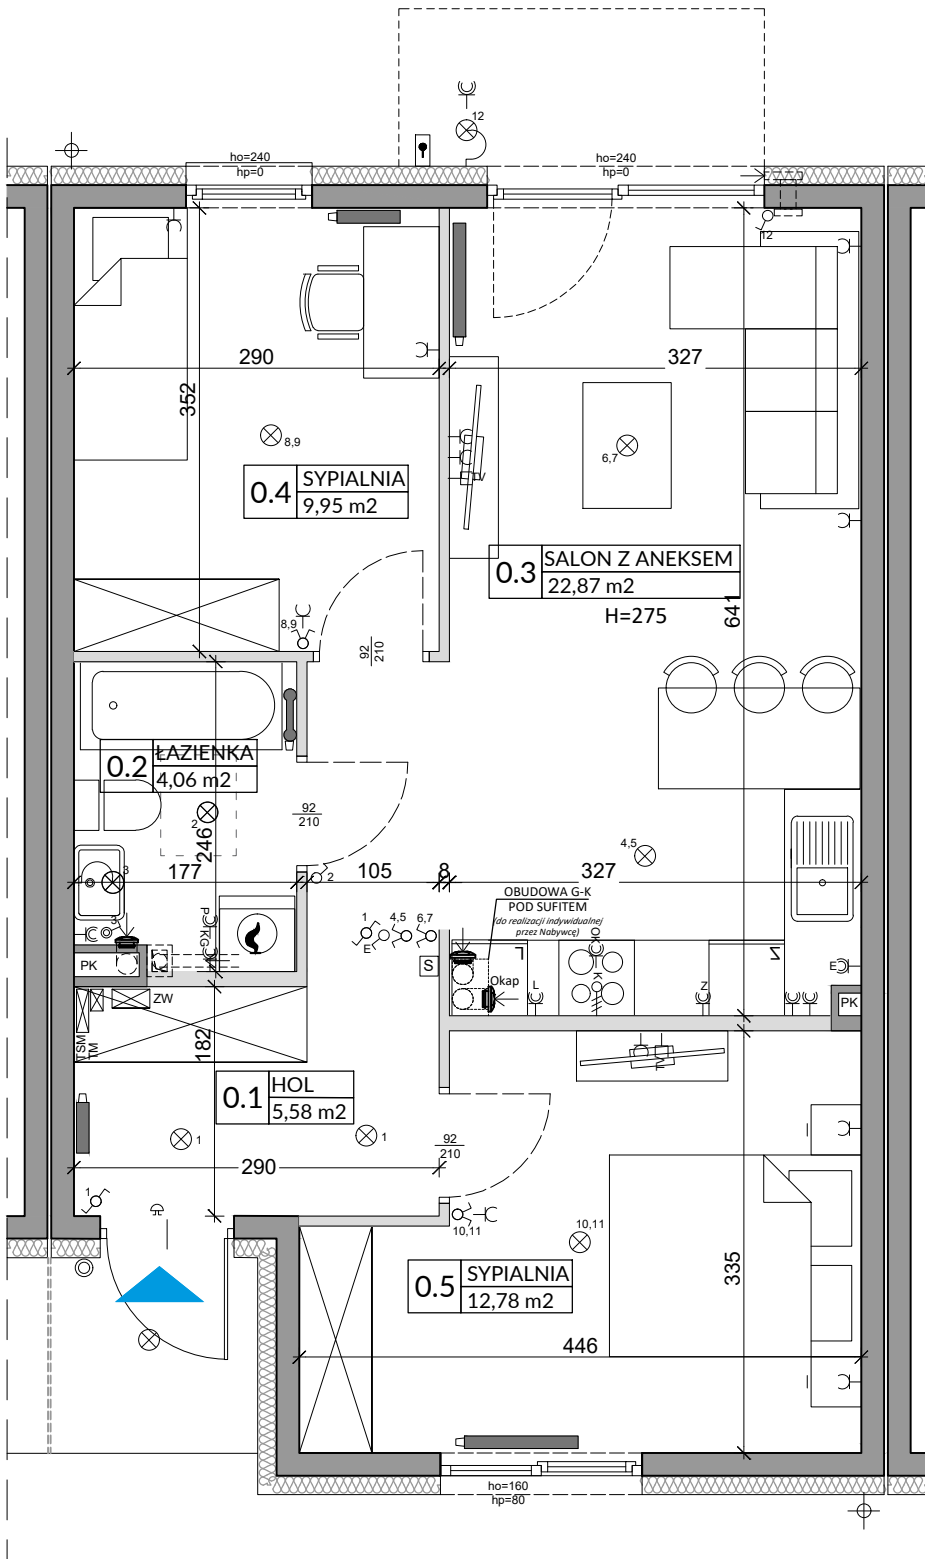 12
ho=240
hp=0
ho=240
hp=0
12
290
327
352
8,9
6,7
TV
0.4
SYPIALNIA
9,95 m2
0.3
SALON Z ANEKSEM
22,87 m2
H=275
641
8,9
92
210
0.2
ŁAZIENKA
4,06 m2
2
246
92
210
4,5
3
177
2
105
8
327
OBUDOWA G-K
POD SUFITEM
(do realizacji indywidualnej
przez Nabywcę)
3
P
KG
1
E
4,5
6,7
S
PK
OK
K
Okap
L
Z
E
PK
ZW
TSM
TM
182
0.1
HOL
5,58 m2
1
1
92
210
290
1
10,11
10,11
0.5
SYPIALNIA
12,78 m2
335
446
ho=160
hp=80